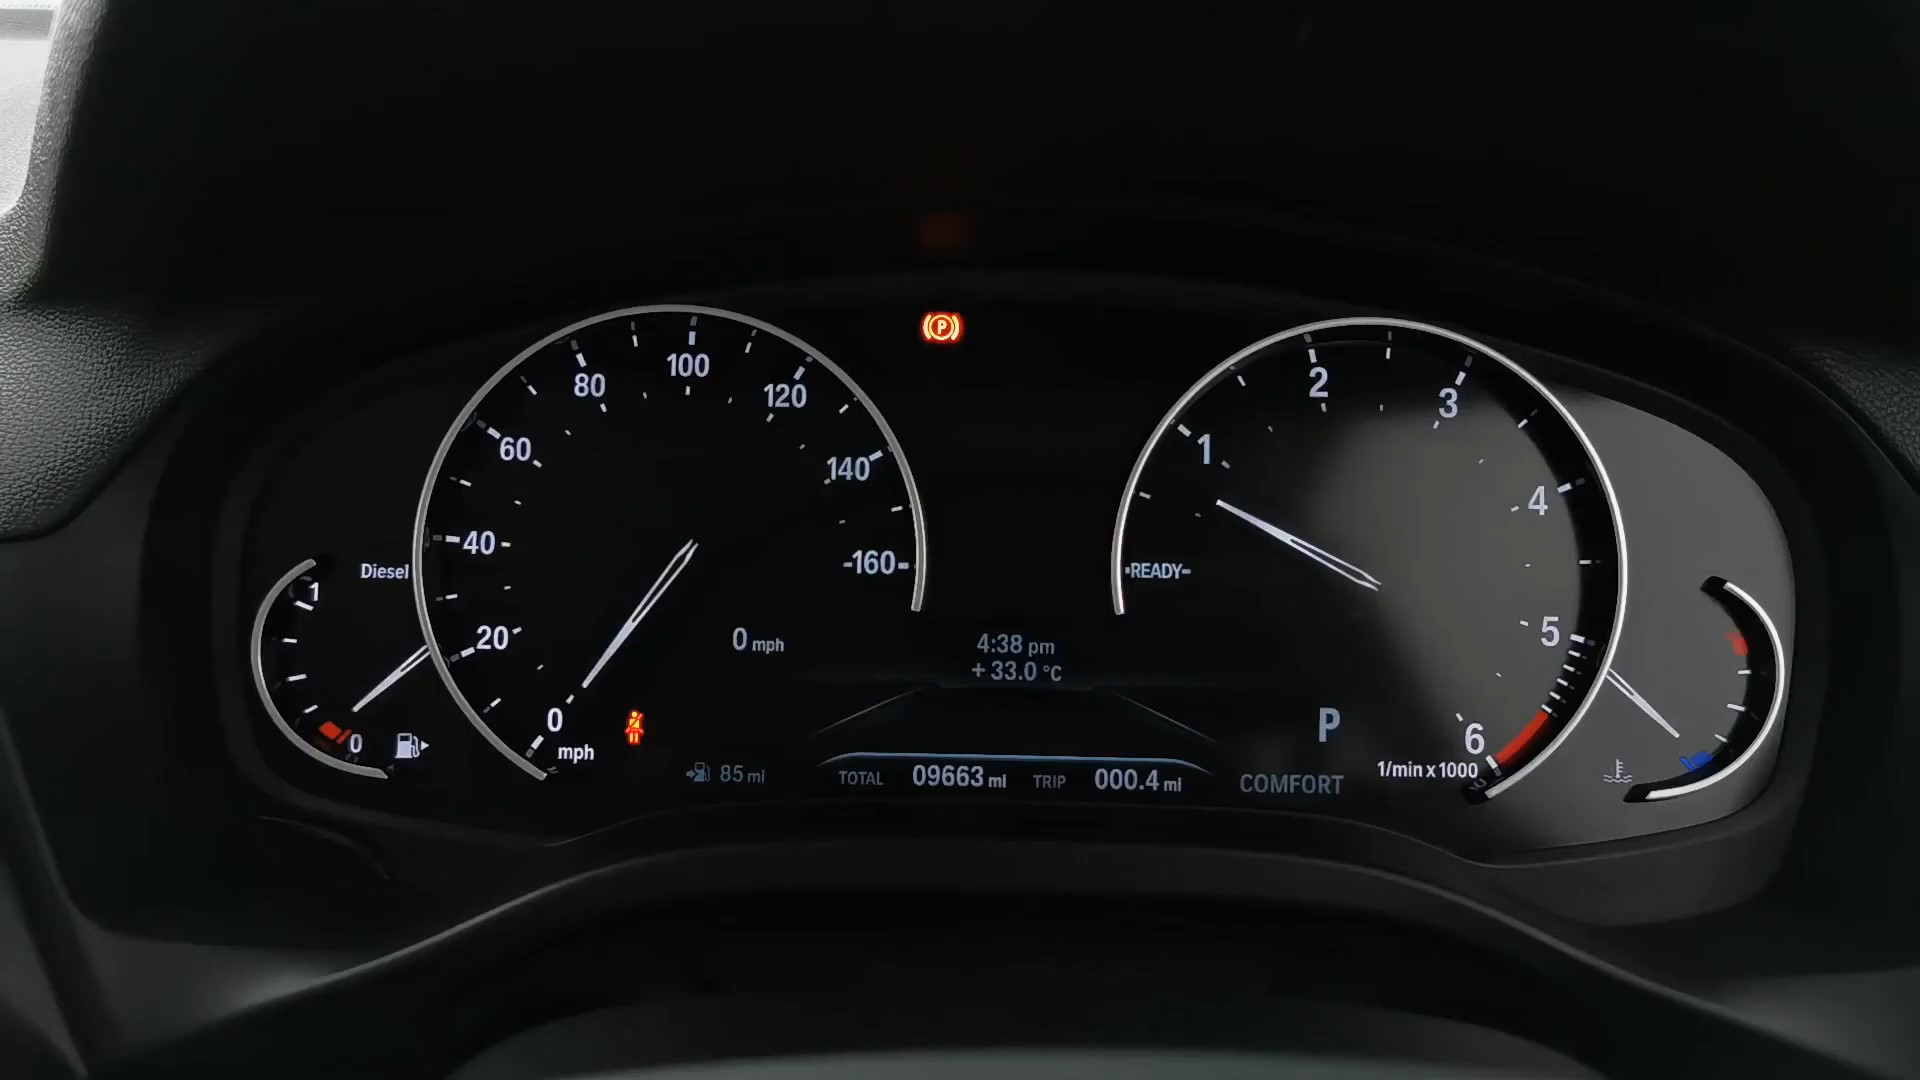 P
100
80
120
60
140
40
-160-
20
0
mph
Diesel
1
0
0 mph
4:38 pm
+33.0 °C
85 mi
TOTAL 09663 mi TRIP 000.4 mi
P
COMFORT
1
2
3
4
5
6
-READY-
1/min x 1000